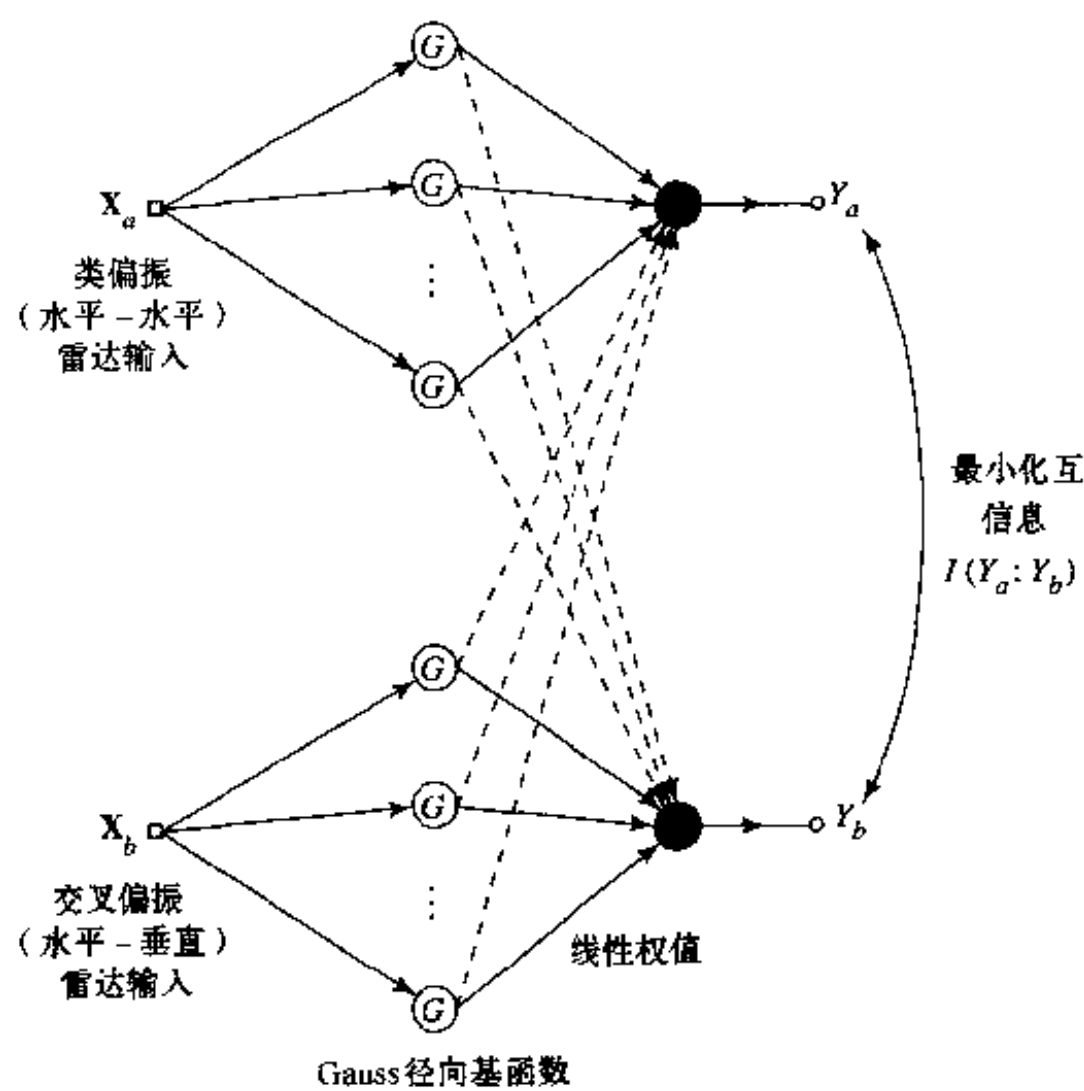 G
G
X_a
Y_a
类偏振
（水平－水平）
雷达输入
⋮
G
最小化互
信息
I(Y_a; Y_b)
G
G
X_b
Y_b
交叉偏振
（水平－垂直）
雷达输入
⋮
线性权值
G
Gauss径向基函数